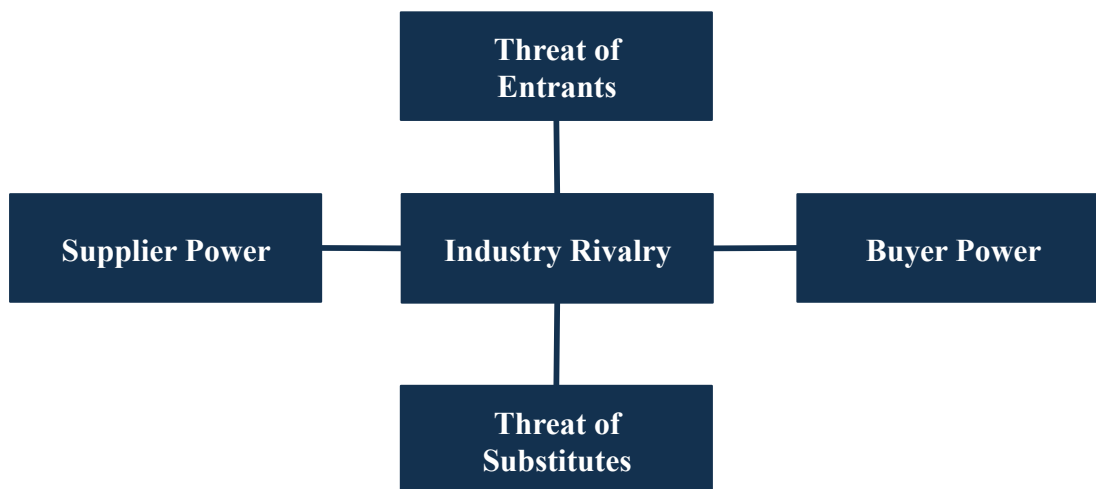 Threat of
Entrants
Supplier Power
Industry Rivalry
Buyer Power
Threat of
Substitutes